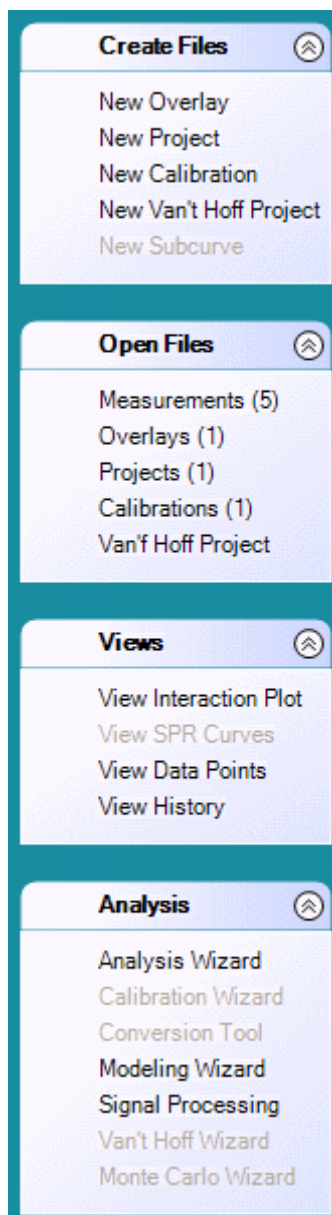 Create Files
New Overlay
New Project
New Calibration
New Van't Hoff Project
New Subcurve
Open Files
Measurements (5)
Overlays (1)
Projects (1)
Calibrations (1)
Van'f Hoff Project
Views
View Interaction Plot
View SPR Curves
View Data Points
View History
Analysis
Analysis Wizard
Calibration Wizard
Conversion Tool
Modeling Wizard
Signal Processing
Van't Hoff Wizard
Monte Carlo Wizard